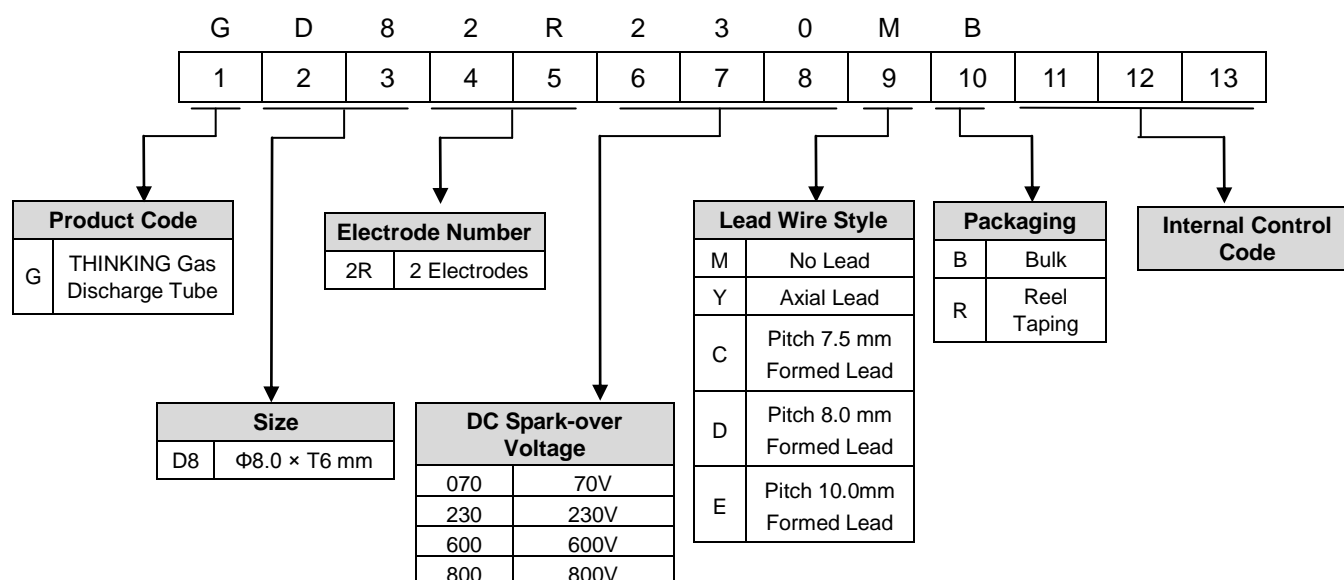 G D 8 2 R 2 3 0 M B
1 2 3 4 5 6 7 8 9 10 11 12 13
Product Code
G THINKING Gas
Discharge Tube
Electrode Number
2R 2 Electrodes
Lead Wire Style
M No Lead
Y Axial Lead
C Pitch 7.5 mm
Formed Lead
D Pitch 8.0 mm
Formed Lead
E Pitch 10.0mm
Formed Lead
Packaging
B Bulk
R Reel
Taping
Internal Control
Code
Size
D8 Φ8.0 × T6 mm
DC Spark-over
Voltage
070 70V
230 230V
600 600V
800 800V